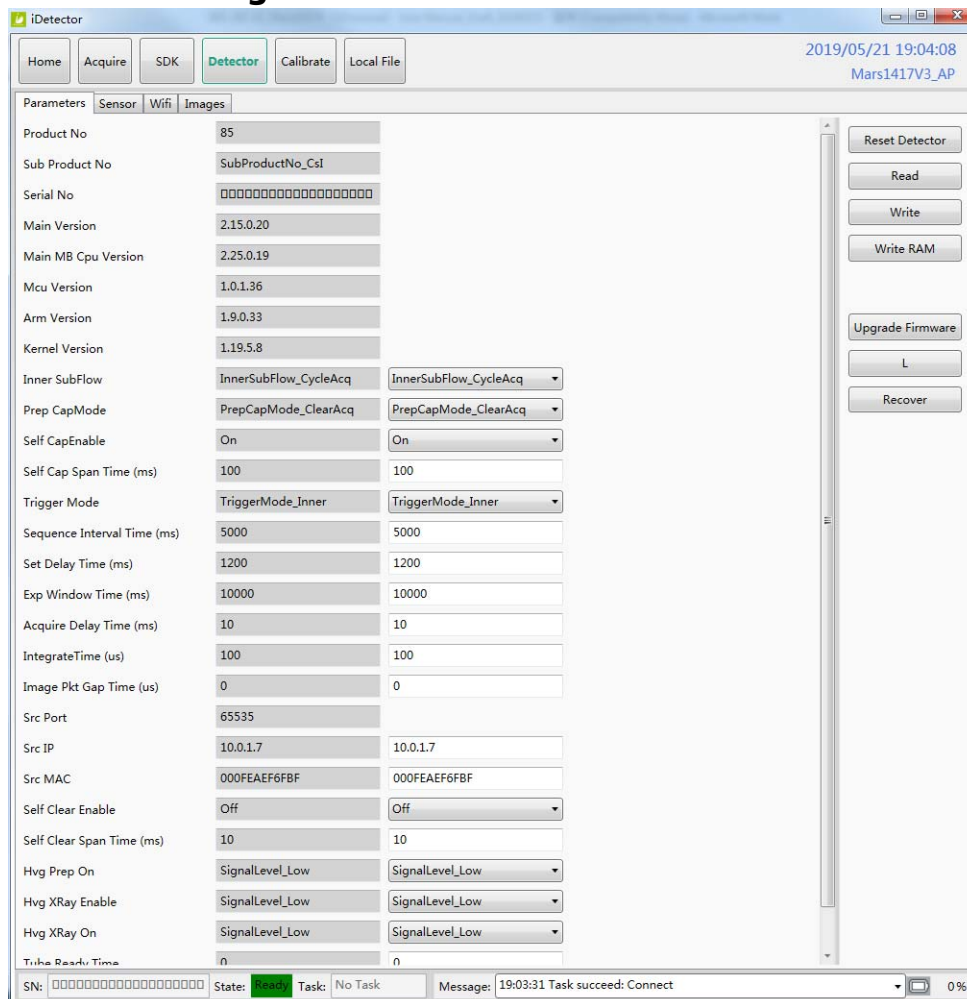 iDetector
Home Acquire SDK Detector Calibrate Local File
2019/05/21 19:04:08
Mars1417V3_AP
Parameters Sensor Wifi Images
Product No 85
Sub Product No SubProductNo_CsI
Serial No
Main Version 2.15.0.20
Main MB Cpu Version 2.25.0.19
Mcu Version 1.0.1.36
Arm Version 1.9.0.33
Kernel Version 1.19.5.8
Inner SubFlow InnerSubFlow_CycleAcq InnerSubFlow_CycleAcq
Prep CapMode PrepCapMode_ClearAcq PrepCapMode_ClearAcq
Self CapEnable On On
Self Cap Span Time (ms) 100 100
Trigger Mode TriggerMode_Inner TriggerMode_Inner
Sequence Interval Time (ms) 5000 5000
Set Delay Time (ms) 1200 1200
Exp Window Time (ms) 10000 10000
Acquire Delay Time (ms) 10 10
IntegrateTime (us) 100 100
Image Pkt Gap Time (us) 0 0
Src Port 65535
Src IP 10.0.1.7 10.0.1.7
Src MAC 000FEAEF6FBF 000FEAEF6FBF
Self Clear Enable Off Off
Self Clear Span Time (ms) 10 10
Hvg Prep On SignalLevel_Low SignalLevel_Low
Hvg XRay Enable SignalLevel_Low SignalLevel_Low
Hvg XRay On SignalLevel_Low SignalLevel_Low
Tube Ready Time 0 0
Reset Detector
Read
Write
Write RAM
Upgrade Firmware
L
Recover
SN: State: Ready Task: No Task Message: 19:03:31 Task succeed: Connect 0%